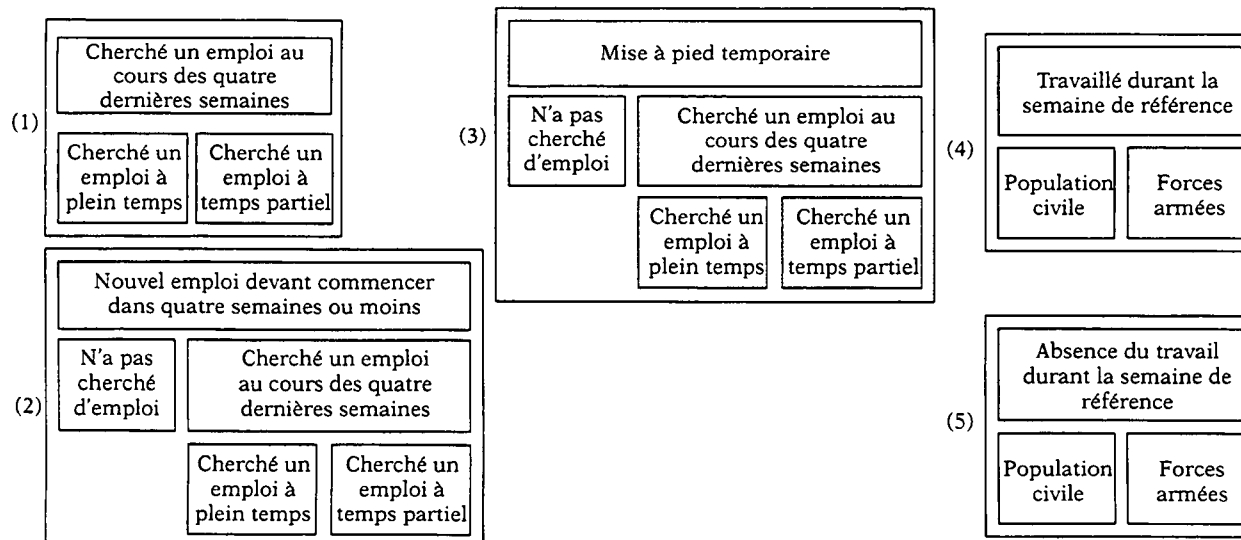 (1)
Cherché un emploi au
cours des quatre
dernières semaines
Cherché un
emploi à
plein temps
Cherché un
emploi à
temps partiel
(2)
Nouvel emploi devant commencer
dans quatre semaines ou moins
N'a pas
cherché
d'emploi
Cherché un emploi
au cours des quatre
dernières semaines
Cherché un
emploi à
plein temps
Cherché un
emploi à
temps partiel
(3)
Mise à pied temporaire
N'a pas
cherché
d'emploi
Cherché un emploi au
cours des quatre
dernières semaines
Cherché un
emploi à
plein temps
Cherché un
emploi à
temps partiel
(4)
Travaillé durant la
semaine de référence
Population
civile
Forces
armées
(5)
Absence du travail
durant la semaine de
référence
Population
civile
Forces
armées